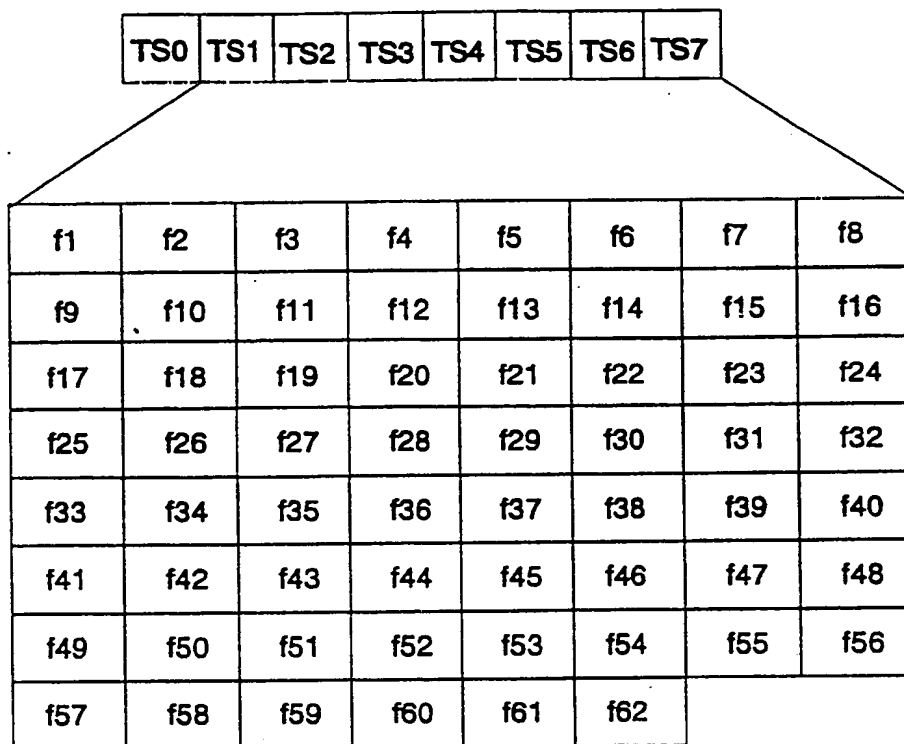 TS0 TS1 TS2 TS3 TS4 TS5 TS6 TS7
f1 f2 f3 f4 f5 f6 f7 f8
f9 f10 f11 f12 f13 f14 f15 f16
f17 f18 f19 f20 f21 f22 f23 f24
f25 f26 f27 f28 f29 f30 f31 f32
f33 f34 f35 f36 f37 f38 f39 f40
f41 f42 f43 f44 f45 f46 f47 f48
f49 f50 f51 f52 f53 f54 f55 f56
f57 f58 f59 f60 f61 f62